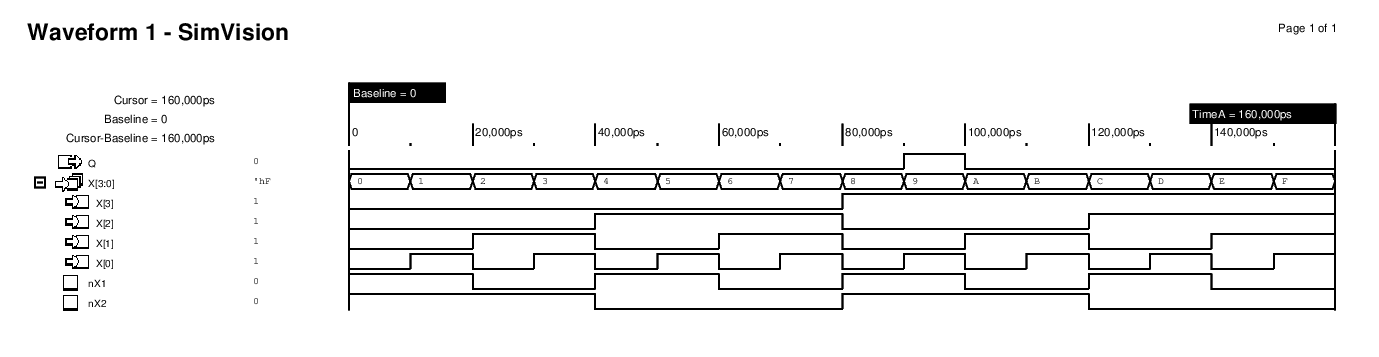 Waveform 1 - SimVision
Page 1 of 1
Baseline = 0
Cursor = 160,000ps
TimeA = 160,000ps
Baseline = 0
Cursor-Baseline = 160,000ps
0 20,000ps 40,000ps 60,000ps 80,000ps 100,000ps 120,000ps 140,000ps
Q 0
X[3:0] "hF 0 1 2 3 4 5 6 7 8 9 A B C D E F
X[3] 1
X[2] 1
X[1] 1
X[0] 1
nX1 0
nX2 0